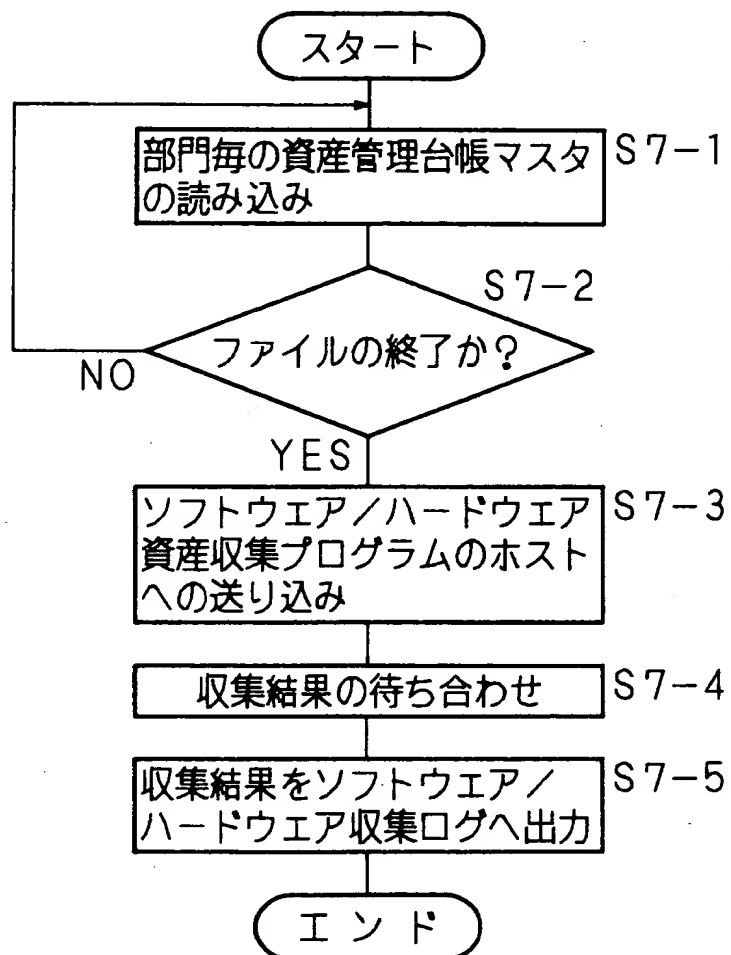 スタート
部門毎の資産管理台帳マスタ
の読み込み
S7-1
S7-2
ファイルの終了か?
NO
YES
ソフトウェア/ハードウェア
資産収集プログラムのホスト
への送り込み
S7-3
収集結果の待ち合わせ
S7-4
収集結果をソフトウェア/
ハードウェア収集ログへ出力
S7-5
エンド